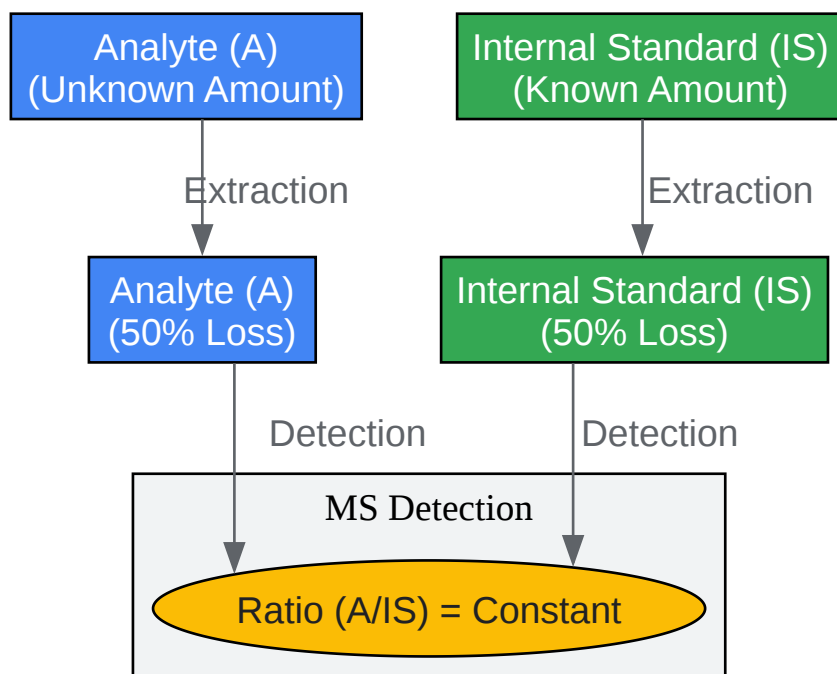 Analyte (A)
(Unknown Amount)
Internal Standard (IS)
(Known Amount)
Extraction
Extraction
Analyte (A)
(50% Loss)
Internal Standard (IS)
(50% Loss)
Detection
Detection
MS Detection
Ratio (A/IS) = Constant